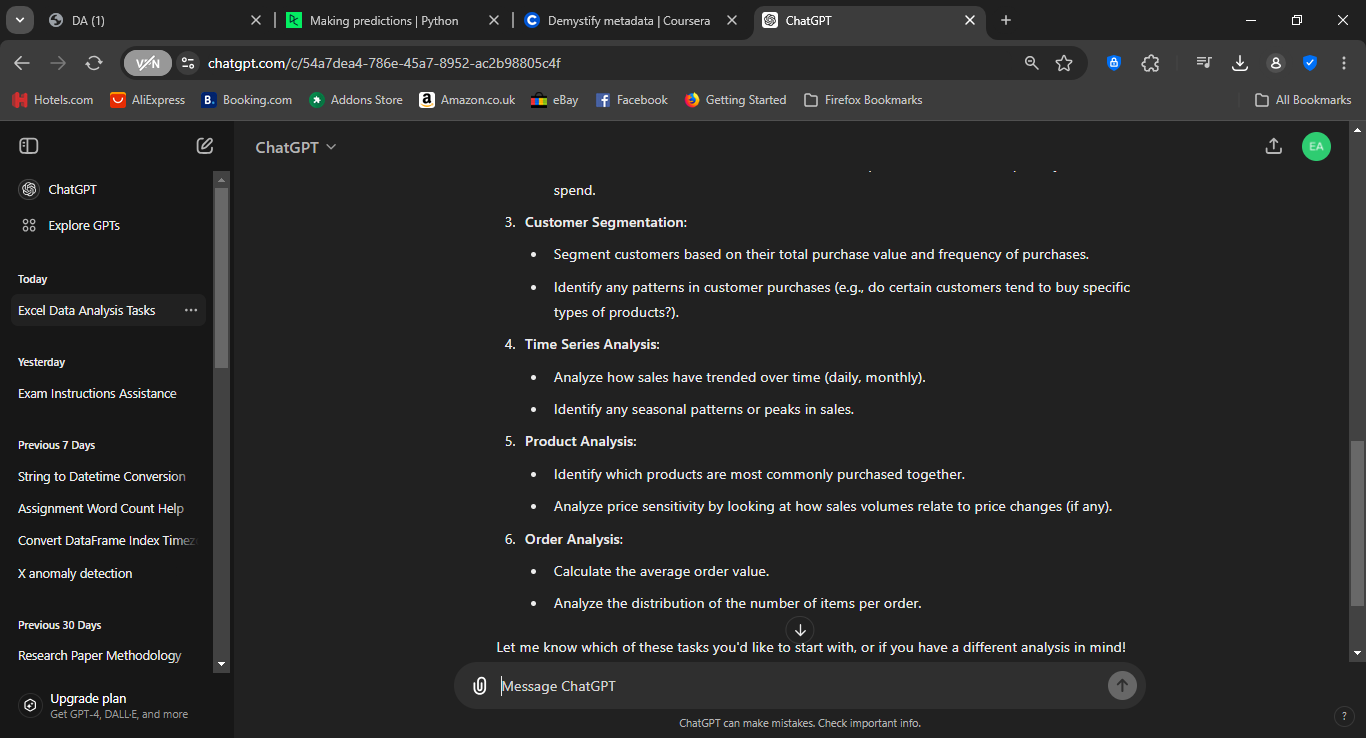 DA (1)
Making predictions | Python
Demystify metadata | Coursera
ChatGPT
VPN
chatgpt.com/c/54a7dea4-786e-45a7-8952-ac2b98805c4f
Hotels.com
AliExpress
B. Booking.com
Addons Store
a Amazon.co.uk
eBay
Facebook
Getting Started
Firefox Bookmarks
All Bookmarks
ChatGPT
EA
ChatGPT
Explore GPTs
Today
Excel Data Analysis Tasks
Yesterday
Exam Instructions Assistance
Previous 7 Days
String to Datetime Conversion
Assignment Word Count Help
Convert DataFrame Index Timez
X anomaly detection
Previous 30 Days
Research Paper Methodology
Upgrade plan
Get GPT-4, DALL·E, and more
spend.
3. Customer Segmentation:
• Segment customers based on their total purchase value and frequency of purchases.
• Identify any patterns in customer purchases (e.g., do certain customers tend to buy specific
types of products?).
4. Time Series Analysis:
• Analyze how sales have trended over time (daily, monthly).
• Identify any seasonal patterns or peaks in sales.
5. Product Analysis:
• Identify which products are most commonly purchased together.
• Analyze price sensitivity by looking at how sales volumes relate to price changes (if any).
6. Order Analysis:
• Calculate the average order value.
• Analyze the distribution of the number of items per order.
Let me know which of these tasks you'd like to start with, or if you have a different analysis in mind!
Message ChatGPT
ChatGPT can make mistakes. Check important info.
?